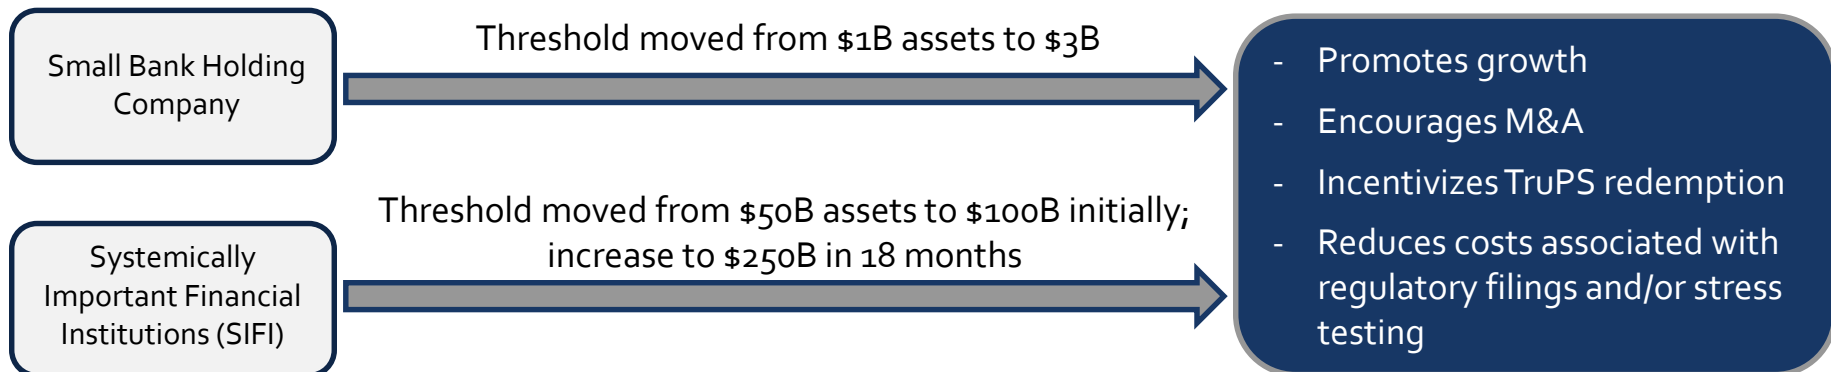 Small Bank Holding
Company
Threshold moved from $1B assets to $3B
Systemically
Important Financial
Institutions (SIFI)
Threshold moved from $50B assets to $100B initially;
increase to $250B in 18 months
- Promotes growth
- Encourages M&A
- Incentivizes TruPS redemption
- Reduces costs associated with
regulatory filings and/or stress
testing